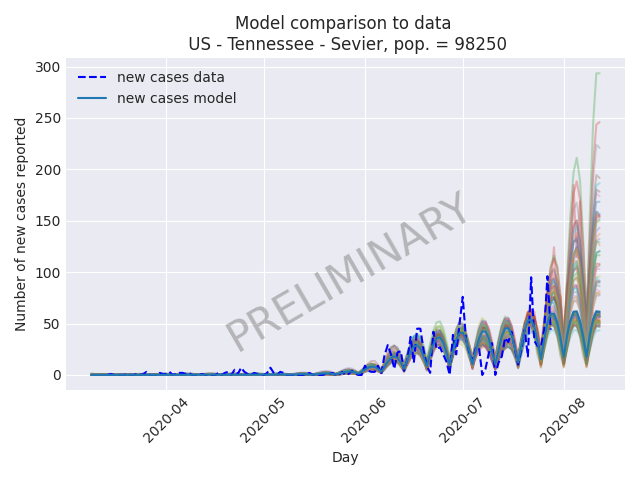 Model comparison to data
US - Tennessee - Sevier, pop. = 98250
new cases data
new cases model
PRELIMINARY
Number of new cases reported
300
250
200
150
100
50
0
2020-04
2020-05
2020-06
2020-07
2020-08
Day